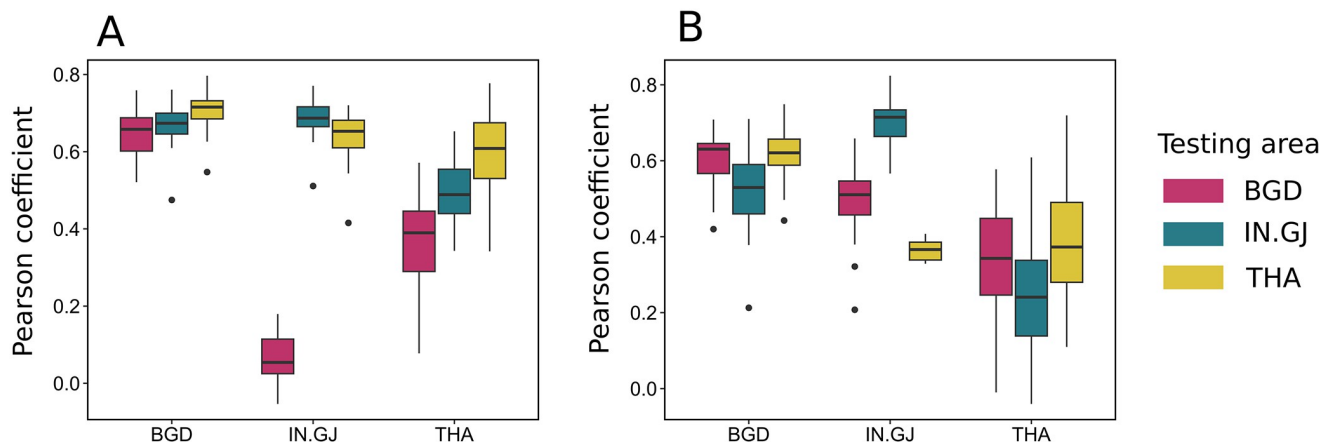 A
Pearson coefficient
0.8
0.6
0.4
0.2
0.0
BGD
IN.GJ
THA
B
Pearson coefficient
0.8
0.6
0.4
0.2
0.0
BGD
IN.GJ
THA
Testing area
BGD
IN.GJ
THA